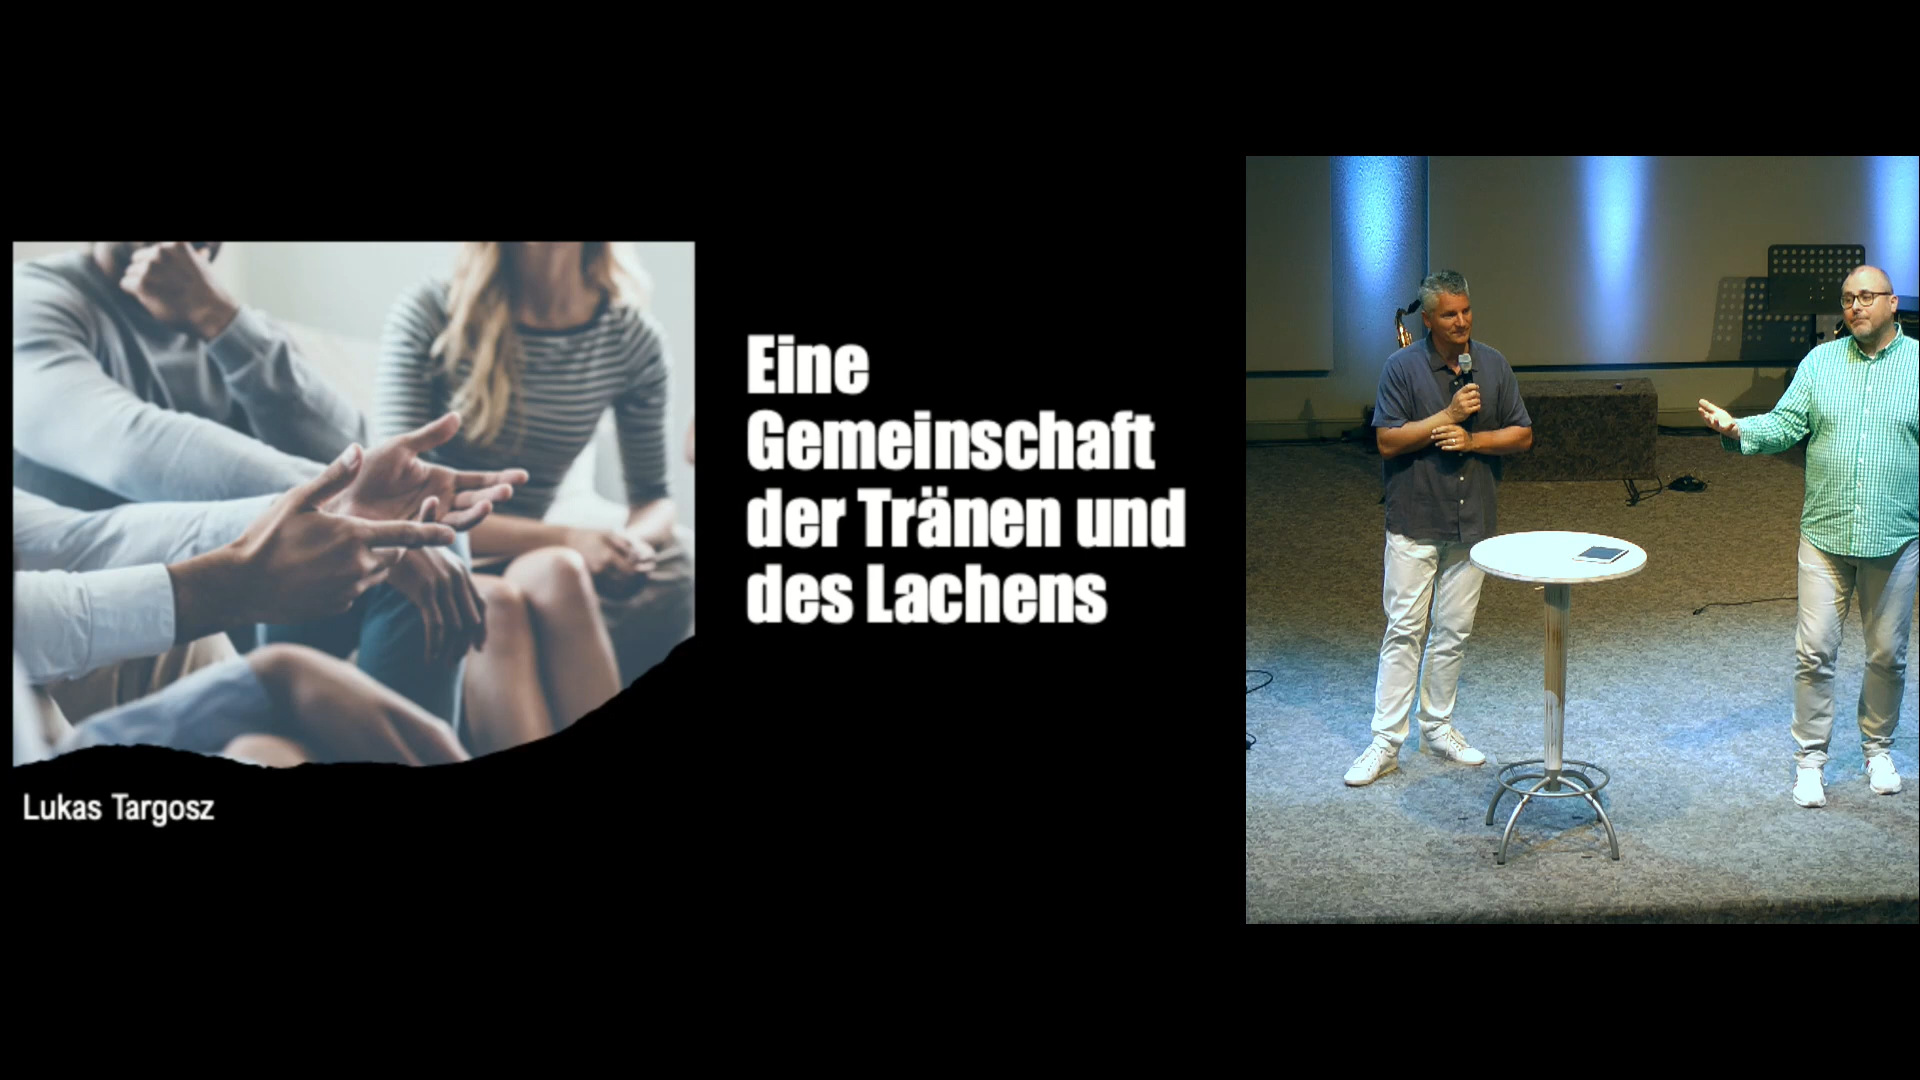 Eine
Gemeinschaft
der Tränen und
des Lachens
Lukas Targosz